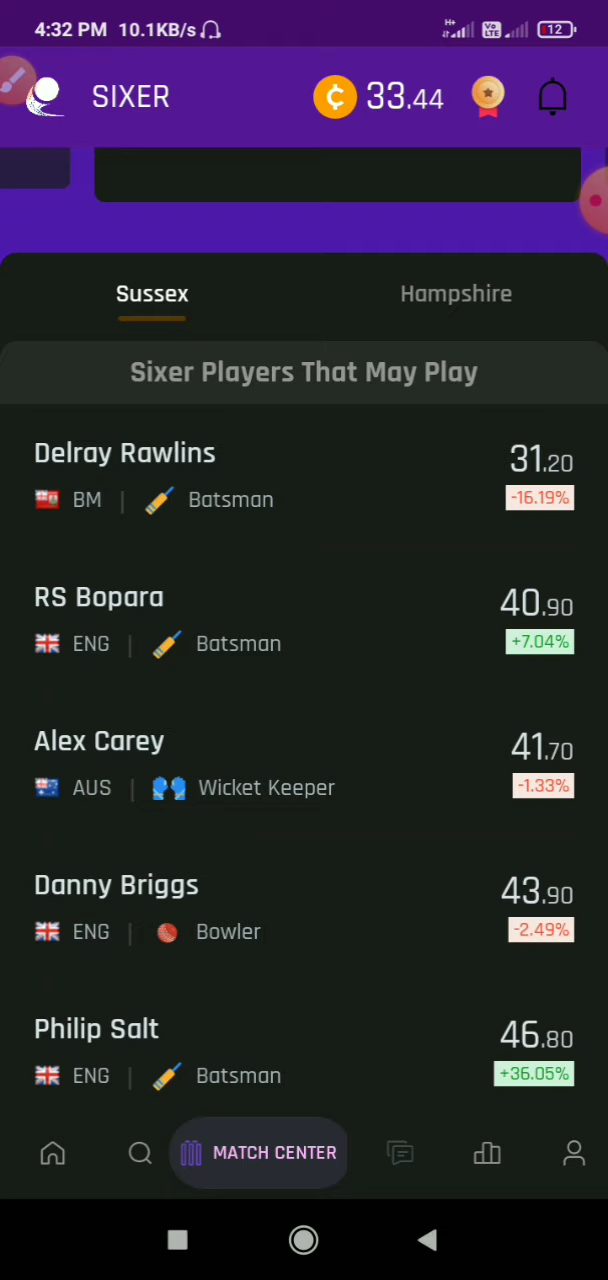 4:32 PM 10.1KB/s H+ Vo LTE 12
SIXER ¢ 33.44
Sussex Hampshire
Sixer Players That May Play
Delray Rawlins 31.20
BM | Batsman -16.19%
RS Bopara 40.90
ENG | Batsman +7.04%
Alex Carey 41.70
AUS | Wicket Keeper -1.33%
Danny Briggs 43.90
ENG | Bowler -2.49%
Philip Salt 46.80
ENG | Batsman +36.05%
MATCH CENTER